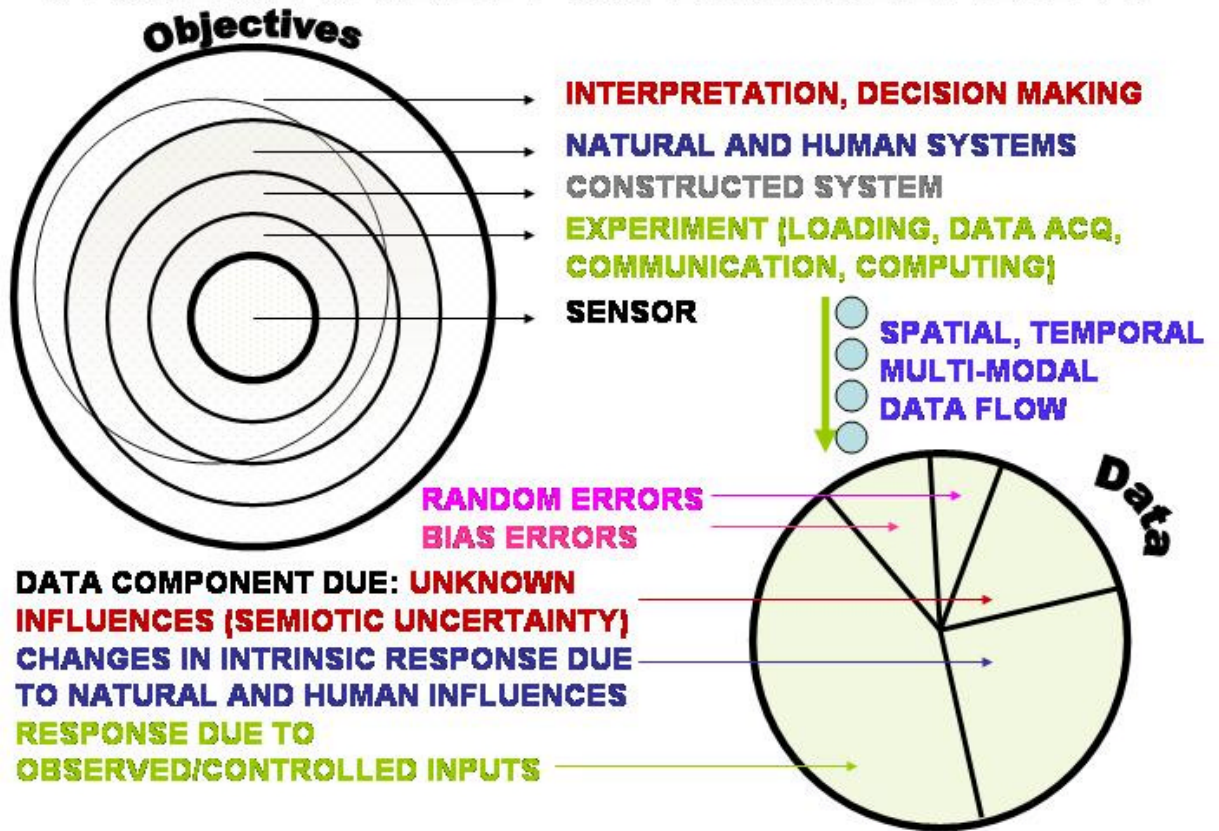 Objectives
INTERPRETATION, DECISION MAKING
NATURAL AND HUMAN SYSTEMS
CONSTRUCTED SYSTEM
EXPERIMENT (LOADING, DATA ACQ,
COMMUNICATION, COMPUTING)
SENSOR
SPATIAL, TEMPORAL
MULTI-MODAL
DATA FLOW
Data
RANDOM ERRORS
BIAS ERRORS
DATA COMPONENT DUE: UNKNOWN
INFLUENCES (SEMIOTIC UNCERTAINTY)
CHANGES IN INTRINSIC RESPONSE DUE
TO NATURAL AND HUMAN INFLUENCES
RESPONSE DUE TO
OBSERVED/CONTROLLED INPUTS